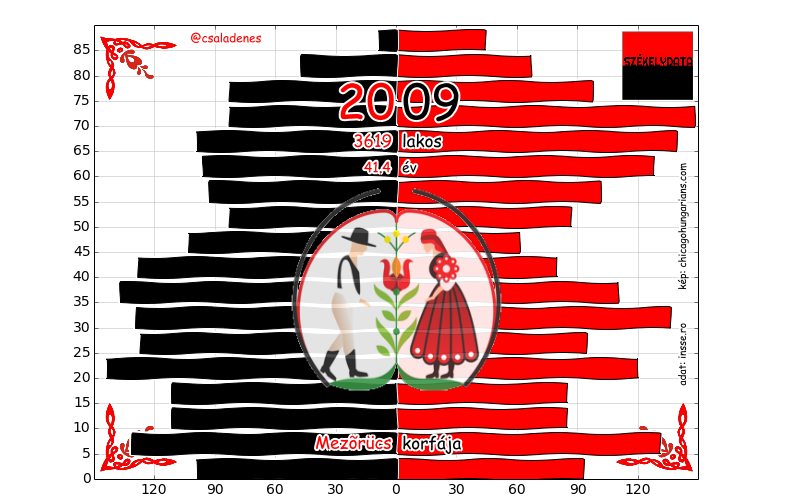 @csaladenes
SZÉKELYDATA
2009
3619 lakos
41,4 év
kép: chicagohungarians.com
adat: insse.ro
Mezőrücs korfája
85
80
75
70
65
60
55
50
45
40
35
30
25
20
15
10
5
0
120 90 60 30 0 30 60 90 120